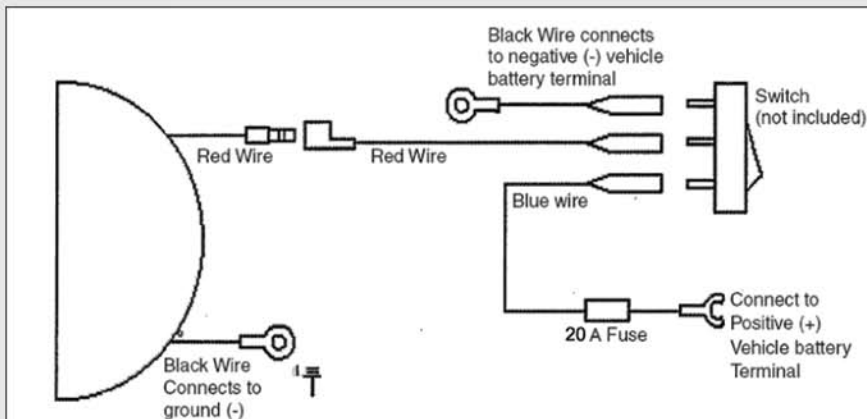 Black Wire connects
to negative (-) vehicle
battery terminal
Switch
(not included)
Red Wire
Red Wire
Blue wire
20 A Fuse
Connect to
Positive (+)
Vehicle battery
Terminal
Black Wire
Connects to
ground (-)